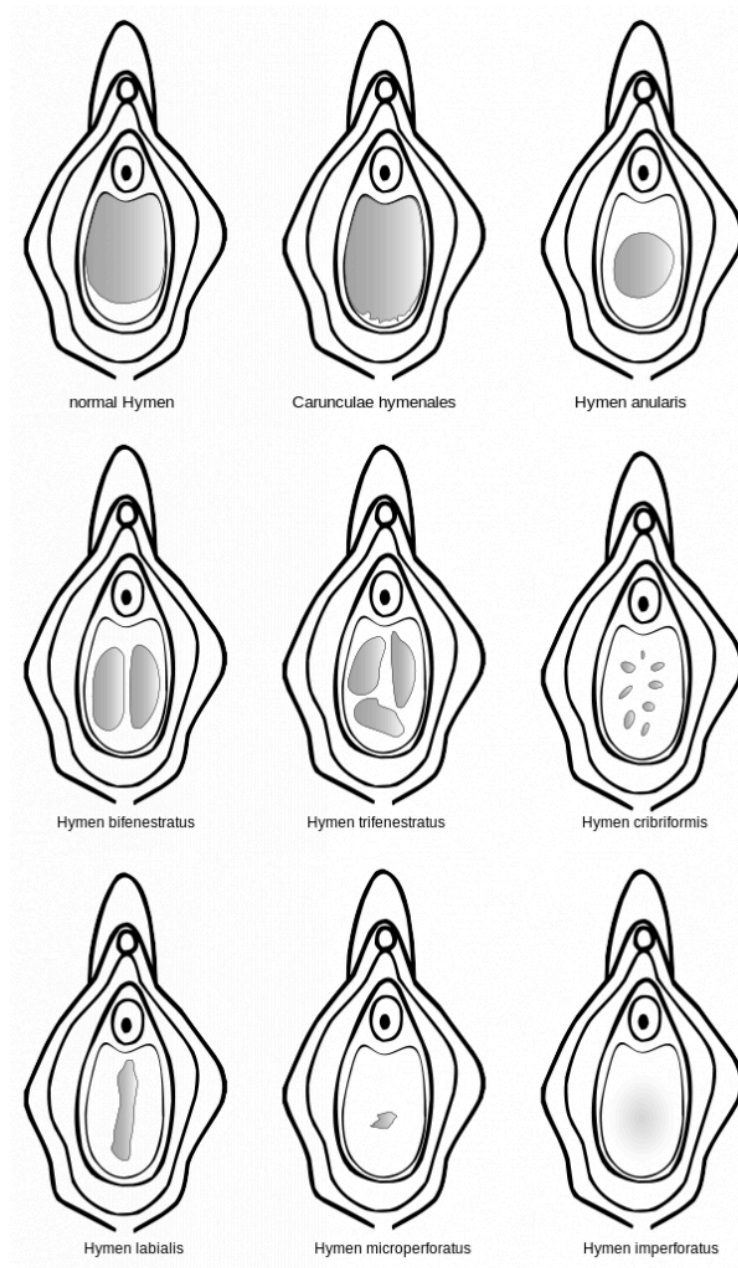 normal Hymen
Carunculae hymenales
Hymen anularis
Hymen bifenestratus
Hymen trifenestratus
Hymen cribriformis
Hymen labialis
Hymen microperforatus
Hymen imperforatus